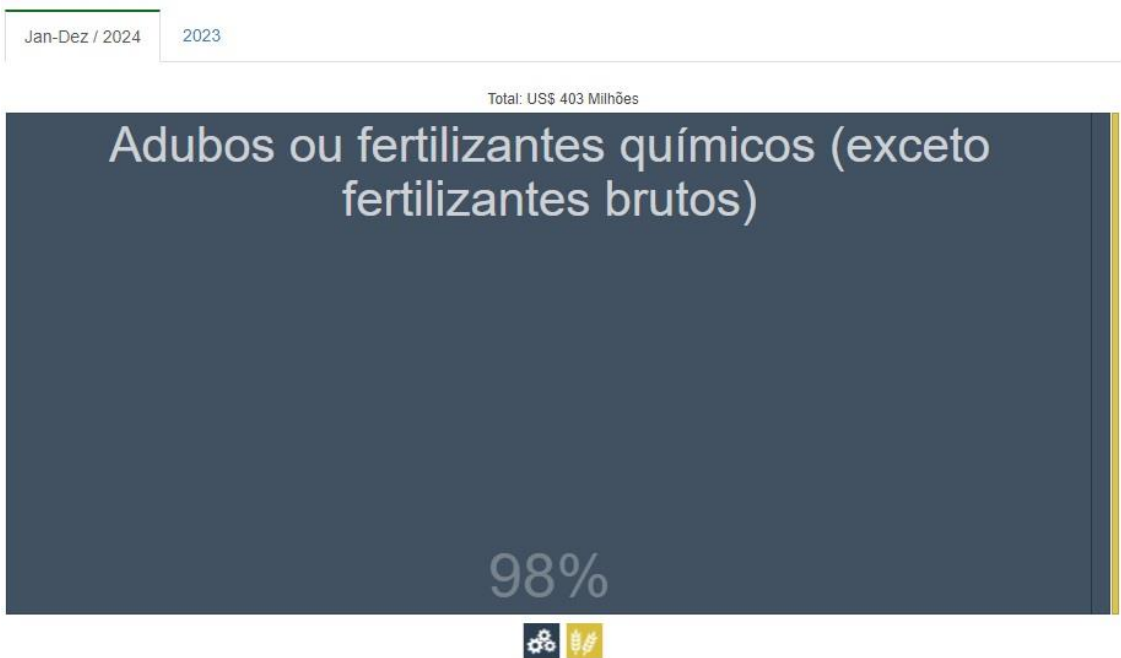 Jan-Dez / 2024
2023
Total: US$ 403 Milhões
Adubos ou fertilizantes químicos (exceto
fertilizantes brutos)
98%